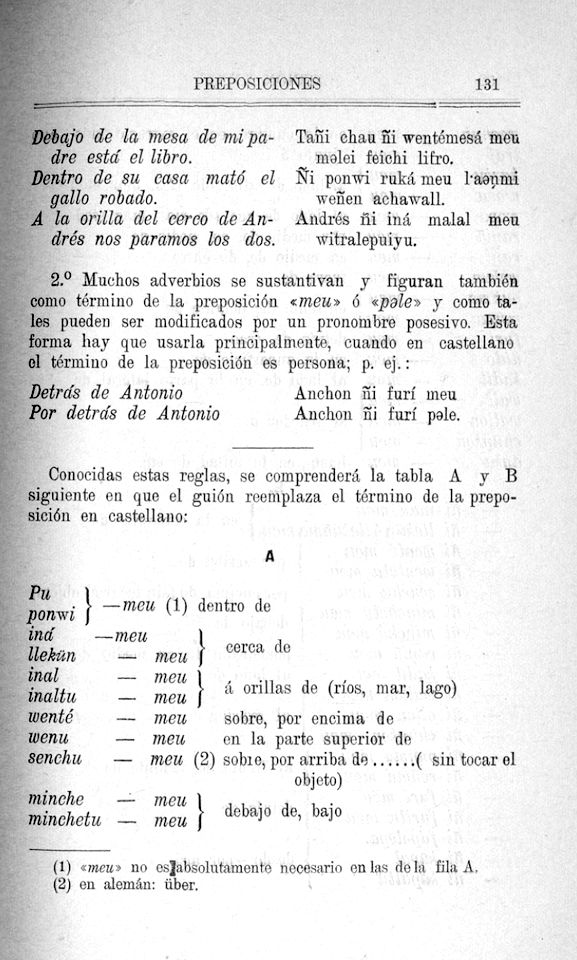 PREPOSICIONES 131
Debajo de la mesa de mi pa- Tañi chau ñi wentémesá meu
dre está el libro. məlei feichi lifro.
Dentro de su casa mató el Ñi ponwi ruká meu l·aəņmi
gallo robado. weñen achawall.
A la orilla del cerco de An- Andrés ñi iná malal meu
drés nos paramos los dos. witralepuiyu.
2.º Muchos adverbios se sustantivan y figuran también
como término de la preposición «meu» ó «pəle» y como ta-
les pueden ser modificados por un pronombre posesivo. Esta
forma hay que usarla principalmente, cuando en castellano
el término de la preposición es persona; p. ej.:
Detrás de Antonio Anchon ñi furí meu
Por detrás de Antonio Anchon ñi furí pəle.
Conocidas estas reglas, se comprenderá la tabla A y B
siguiente en que el guión reemplaza el término de la prepo-
sición en castellano:
A
Pu
ponwi } —meu (1) dentro de
iná —meu
llekün — meu } cerca de
inal — meu
inaltu — meu } á orillas de (ríos, mar, lago)
wenté — meu sobre, por encima de
wenu — meu en la parte superior de
senchu — meu (2) sobre, por arriba de ......( sin tocar el
objeto)
minche — meu
minchetu — meu } debajo de, bajo
(1) «meu» no es absolutamente necesario en las de la fila A.
(2) en alemán: über.